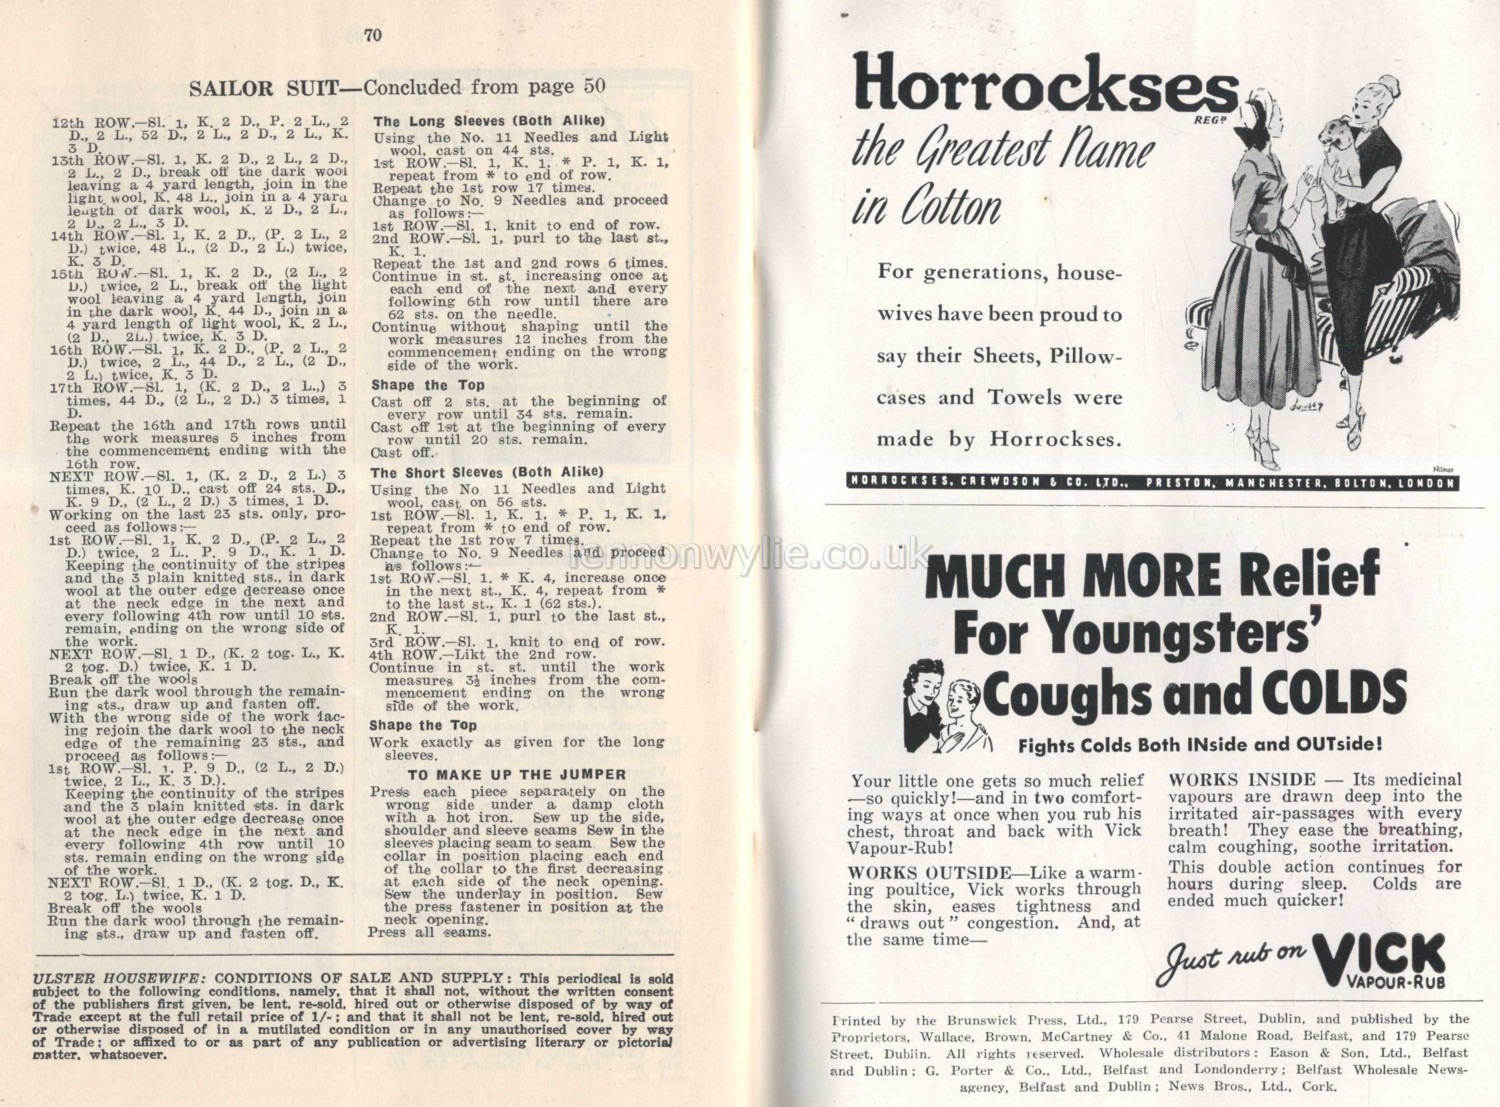 70
SAILOR SUIT—Concluded from page 50
12th ROW.—Sl. 1, K. 2 D., P. 2 L., 2
D., 2 L., 52 D., 2 L., 2 D., 2 L., K.
3 D.
13th ROW.—Sl. 1, K. 2 D., 2 L., 2 D.,
2 L., 2 D., break off the dark wool
leaving a 4 yard length, join in the
light wool, K. 48 L., join in a 4 yard
length of dark wool, K. 2 D., 2 L.,
2 D., 2 L., 3 D.
14th ROW.—Sl. 1, K. 2 D., (P. 2 L., 2
D.) twice, 48 L., (2 D., 2 L.) twice,
K. 3 D.
15th ROW.—Sl. 1, K. 2 D., (2 L., 2
D.) twice, 2 L., break off the light
wool leaving a 4 yard length, join
in the dark wool, K. 44 D., join in a
4 yard length of light wool, K. 2 L.,
(2 D., 2L.) twice, K. 3 D.
16th ROW.—Sl. 1, K. 2 D., (P. 2 L., 2
D.) twice, 2 L., 44 D., 2 L., (2 D.,
2 L.) twice, K. 3 D.
17th ROW.—Sl. 1, (K. 2 D., 2 L.,) 3
times, 44 D., (2 L., 2 D.) 3 times, 1
D.
Repeat the 16th and 17th rows until
the work measures 5 inches from
the commencement ending with the
16th row.
NEXT ROW.—Sl. 1, (K. 2 D., 2 L.) 3
times, K. 10 D., cast off 24 sts. D.,
K. 9 D., (2 L., 2 D.) 3 times, 1 D.
Working on the last 23 sts. only, pro-
ceed as follows:—
1st ROW.—Sl. 1, K. 2 D., (P. 2 L., 2
D.) twice, 2 L.. P. 9 D., K. 1 D.
Keeping the continuity of the stripes
and the 3 plain knitted sts., in dark
wool at the outer edge decrease once
at the neck edge in the next and
every following 4th row until 10 sts.
remain, ending on the wrong side of
the work.
NEXT ROW.—Sl. 1 D., (K. 2 tog. L., K.
2 tog. D.) twice, K. 1 D.
Break off the wools
Run the dark wool through the remain-
ing sts., draw up and fasten off.
With the wrong side of the work fac-
ing rejoin the dark wool to the neck
edge of the remaining 23 sts., and
proceed as follows:—
1st ROW.—Sl. 1, P. 9 D., (2 L., 2 D.)
twice, 2 L., K. 3 D.).
Keeping the continuity of the stripes
and the 3 plain knitted sts. in dark
wool at the outer edge decrease once
at the neck edge in the next and
every following 4th row until 10
sts. remain ending on the wrong side
of the work.
NEXT ROW.—Sl. 1 D., (K. 2 tog. D., K.
2 tog. L.) twice, K. 1 D.
Break off the wools
Run the dark wool through the remain-
ing sts., draw up and fasten off.
The Long Sleeves (Both Alike)
Using the No. 11 Needles and Light
wool, cast on 44 sts.
1st ROW.—Sl. 1, K. 1, * P. 1, K. 1,
repeat from * to end of row.
Repeat the 1st row 17 times.
Change to No. 9 Needles and proceed
as follows:—
1st ROW.—Sl. 1, knit to end of row.
2nd ROW.—Sl. 1, purl to the last st.,
K. 1.
Repeat the 1st and 2nd rows 6 times.
Continue in st. st. increasing once at
each end of the next and every
following 6th row until there are
62 sts. on the needle.
Continue without shaping until the
work measures 12 inches from the
commencement ending on the wrong
side of the work.
Shape the Top
Cast off 2 sts. at the beginning of
every row until 34 sts. remain.
Cast off 1st at the beginning of every
row until 20 sts. remain.
Cast off.
The Short Sleeves (Both Alike)
Using the No. 11 Needles and Light
wool, cast on 56 sts.
1st ROW.—Sl. 1, K. 1, * P. 1, K. 1,
repeat from * to end of row.
Repeat the 1st row 7 times.
Change to No. 9 Needles and proceed
as follows:—
1st ROW.—Sl. 1. * K. 4, increase once
in the next st., K. 4, repeat from *
to the last st., K. 1 (62 sts.).
2nd ROW.—Sl. 1, purl to the last st.,
K. 1.
3rd ROW.—Sl. 1, knit to end of row.
4th ROW.—Likt the 2nd row.
Continue in st. st. until the work
measures 3½ inches from the com-
mencement ending on the wrong
side of the work.
Shape the Top
Work exactly as given for the long
sleeves.
TO MAKE UP THE JUMPER
Press each piece separately on the
wrong side under a damp cloth
with a hot iron. Sew up the side,
shoulder and sleeve seams Sew in the
sleeves placing seam to seam Sew the
collar in position placing each end
of the collar to the first decreasing
at each side of the neck opening.
Sew the underlay in position. Sew
the press fastener in position at the
neck opening.
Press all seams.
ULSTER HOUSEWIFE: CONDITIONS OF SALE AND SUPPLY: This periodical is sold
subject to the following conditions, namely, that it shall not, without the written consent
of the publishers first given, be lent, re-sold, hired out or otherwise disposed of by way of
Trade except at the full retail price of 1/-; and that it shall not be lent, re-sold, hired out
or otherwise disposed of in a mutilated condition or in any unauthorised cover by way
of Trade; or affixed to or as part of any publication or advertising literary or pictorial
matter, whatsoever.
Horrockses
REGD
the Greatest Name
in Cotton
For generations, house-
wives have been proud to
say their Sheets, Pillow-
cases and Towels were
made by Horrockses.
Hilmar
HORROCKSES, CREWDSON & CO. LTD., PRESTON, MANCHESTER, BOLTON, LONDON
lennonwylie.co.uk
MUCH MORE Relief
For Youngsters'
Coughs and COLDS
Fights Colds Both INside and OUTside!
Your little one gets so much relief
—so quickly!—and in two comfort-
ing ways at once when you rub his
chest, throat and back with Vick
Vapour-Rub!
WORKS OUTSIDE—Like a warm-
ing poultice, Vick works through
the skin, eases tightness and
"draws out" congestion. And, at
the same time—
WORKS INSIDE — Its medicinal
vapours are drawn deep into the
irritated air-passages with every
breath! They ease the breathing,
calm coughing, soothe irritation.
This double action continues for
hours during sleep. Colds are
ended much quicker!
Just rub on VICK
VAPOUR-RUB
Printed by the Brunswick Press, Ltd., 179 Pearse Street, Dublin, and published by the
Proprietors, Wallace, Brown, McCartney & Co., 41 Malone Road, Belfast, and 179 Pearse
Street, Dublin. All rights reserved. Wholesale distributors: Eason & Son, Ltd., Belfast
and Dublin; G. Porter & Co., Ltd., Belfast and Londonderry; Belfast Wholesale News-
agency, Belfast and Dublin; News Bros., Ltd., Cork.